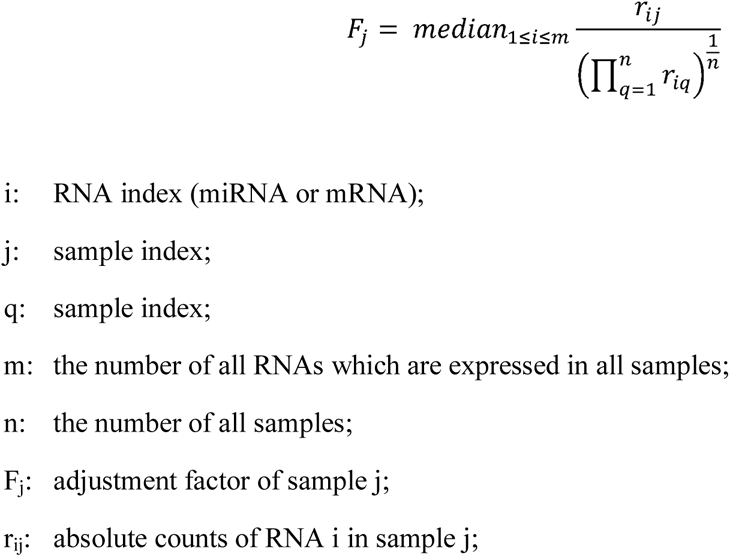 F_j = median_{1≤i≤m} \frac{r_{ij}}{\left(\prod_{q=1}^{n} r_{iq}\right)^{\frac{1}{n}}}
i: RNA index (miRNA or mRNA);
j: sample index;
q: sample index;
m: the number of all RNAs which are expressed in all samples;
n: the number of all samples;
F_j: adjustment factor of sample j;
r_{ij}: absolute counts of RNA i in sample j;